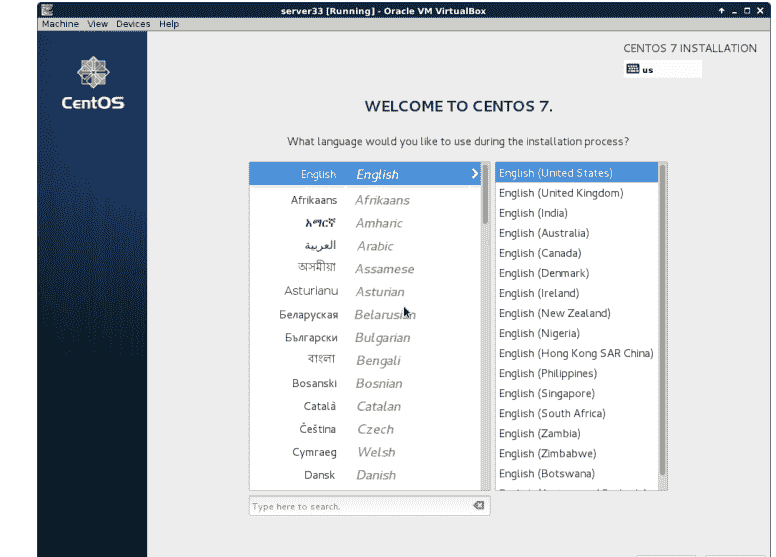 server33 [Running] - Oracle VM VirtualBox
Machine View Devices Help
CentOS
CENTOS 7 INSTALLATION
us
WELCOME TO CENTOS 7.
What language would you like to use during the installation process?
English English
Afrikaans Afrikaans
አማርኛ Amharic
العربية Arabic
অসমীয়া Assamese
Asturianu Asturian
Беларуская Belarusian
Български Bulgarian
বাংলা Bengali
Bosanski Bosnian
Català Catalan
Čeština Czech
Cymraeg Welsh
Dansk Danish
English (United States)
English (United Kingdom)
English (India)
English (Australia)
English (Canada)
English (Denmark)
English (Ireland)
English (New Zealand)
English (Nigeria)
English (Hong Kong SAR China)
English (Philippines)
English (Singapore)
English (South Africa)
English (Zambia)
English (Zimbabwe)
English (Botswana)
Type here to search.